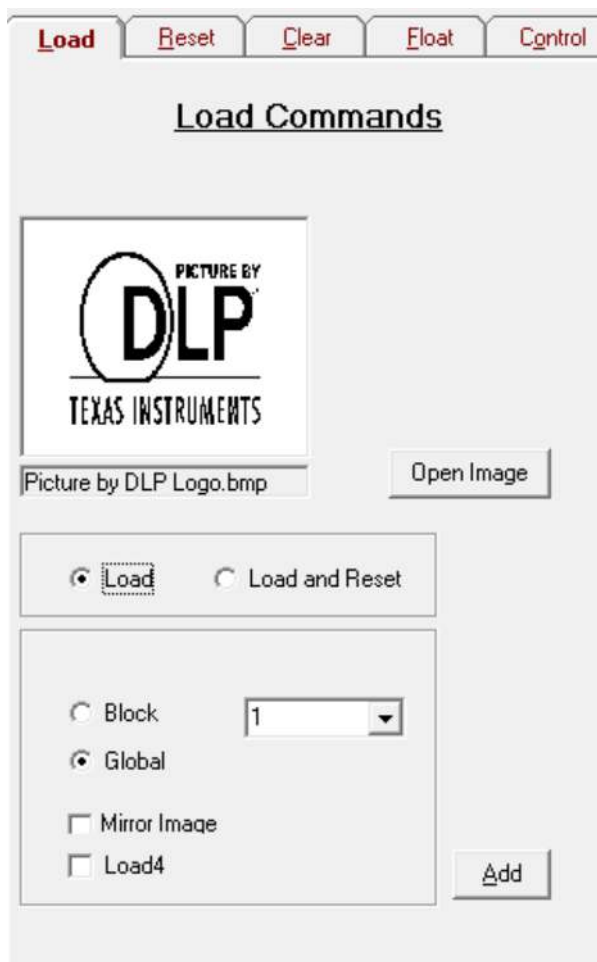 Load Reset Clear Float Control
Load Commands
PICTURE BY
DLP
TEXAS INSTRUMENTS
Picture by DLP Logo.bmp
Open Image
Load Load and Reset
Block 1
Global
Mirror Image
Load4
Add